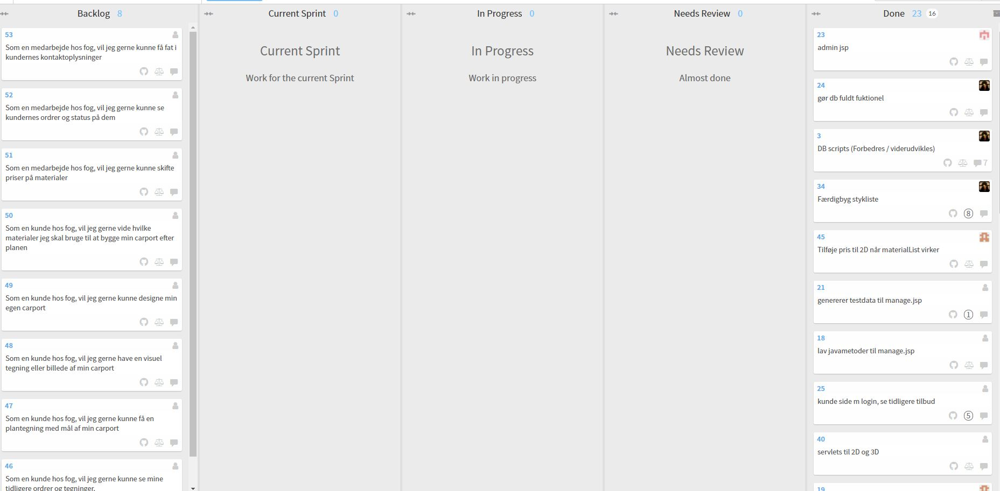 Backlog 8
53
Som en medarbejde hos fog, vil jeg gerne kunne få fat i
kundernes kontaktoplysninger
52
Som en medarbejde hos fog, vil jeg gerne kunne se
kundernes ordrer og status på dem
51
Som en medarbejde hos fog, vil jeg gerne kunne skifte
priser på materialer
50
Som en kunde hos fog, vil jeg gerne vide hvilke
materialer jeg skal bruge til at bygge min carport efter
planen
49
Som en kunde hos fog, vil jeg gerne kunne designe min
egen carport
48
Som en kunde hos fog, vil jeg gerne have en visuel
tegning eller billede af min carport
47
Som en kunde hos fog, vil jeg gerne kunne få en
plantegning med mål af min carport
46
Som en kunde hos fog, vil jeg gerne kunne se mine
tidligere ordrer og tegninger.
Current Sprint 0
Current Sprint
Work for the current Sprint
In Progress 0
In Progress
Work in progress
Needs Review 0
Needs Review
Almost done
Done 23 16
23
admin jsp
24
gør db fuldt fuktionel
3
DB scripts (Forbedres / viderudvikles)
7
34
Færdigbyg stykliste
8
45
Tilføje pris til 2D når materialList virker
21
genererer testdata til manage.jsp
1
18
lav javametoder til manage.jsp
25
kunde side m login, se tidligere tilbud
5
40
servlets til 2D og 3D
19